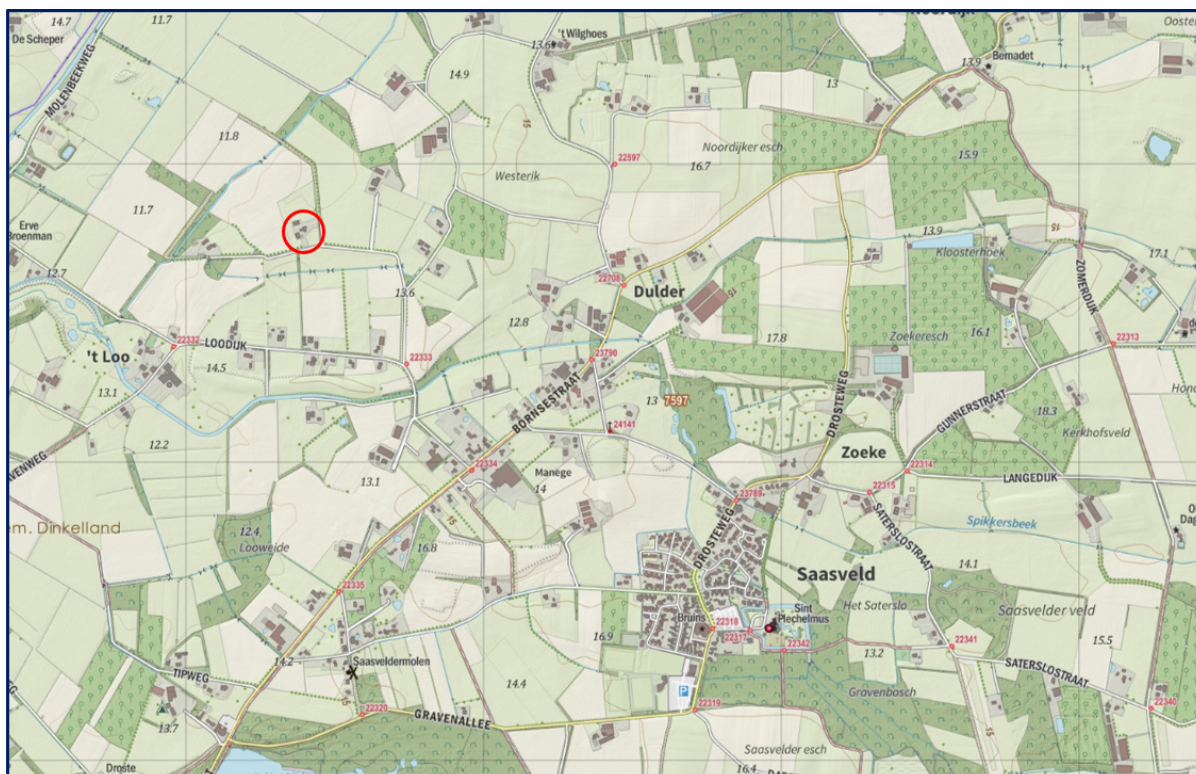 14.7
De Scheper
11.7
MOLENBEEKWEG
14.9
13.6
't Wilghoes
13.9
Bernadet
13
11.8
22597
Noordijker esch
16.7
Westerik
15
15.9
11.7
Erve
Broenman
12.7
13.9
Kloosterhoek
15
17.1
ZOMERDIJK
22708
Dulder
15
13.6
12.8
17.8
Zoekeresch
16.1
22332
LOODIJK
't Loo
14.5
13.1
22333
23790
BORNSESTRAAT
22313
12.2
13
7597
24141
DROSTEWEG
GUNNERSTRAAT
18.3
Kerkhofsveld
Zoeke
22314
22315
LANGEDIJK
22334
Manege
14
13.1
23789
SATERSLOSTRAAT
Spikkersbeek
m. Dinkelland
12.4
Looweide
15
16.8
DROSTEWEG
14.1
Saasveld
22335
Het Saterslo
Saasvelder veld
Sint
Plechelmus
Bruins
22318
22317
16.9
22342
13.2
22341
15.5
14.2
Saasveldermolen
TIPWEG
SATERSLOSTRAAT
14.4
Gravenbosch
P
22320
GRAVENALLEE
22319
22340
13.7
15
Saasvelder esch
Droste
16.4